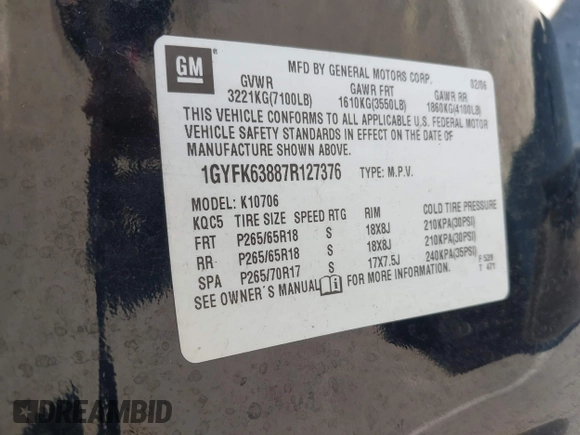 GM
MFD BY GENERAL MOTORS CORP. 02/06
GVWR GAWR FRT GAWR RR
3221KG(7100LB) 1610KG(3550LB) 1860KG(4100LB)
THIS VEHICLE CONFORMS TO ALL APPLICABLE U.S. FEDERAL MOTOR
VEHICLE SAFETY STANDARDS IN EFFECT ON THE DATE OF
MANUFACTURE SHOWN ABOVE.
1GYFK63887R127376 TYPE: M.P.V.
MODEL: K10706
KQC5 TIRE SIZE SPEED RTG RIM COLD TIRE PRESSURE
FRT P265/65R18 S 18X8J 210KPA(30PSI)
RR P265/65R18 S 18X8J 210KPA(30PSI)
SPA P265/70R17 S 17X7.5J 240KPA(35PSI)
SEE OWNER'S MANUAL FOR MORE INFORMATION. F 528
T 421
DREAMBID